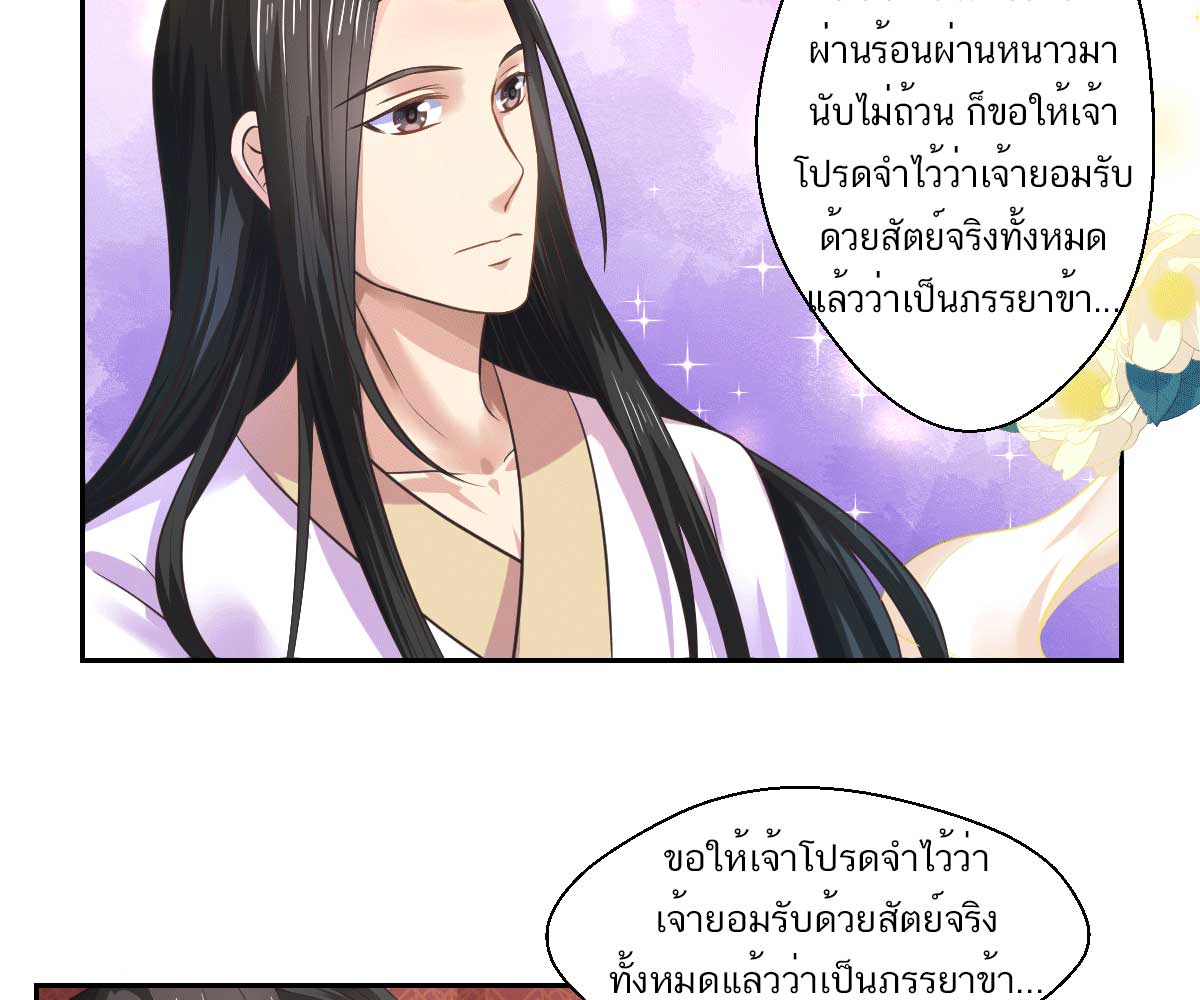 ผ่านร้อนผ่านหนาวมา
นับไม่ถ้วน ก็ขอให้เจ้า
โปรดจำไว้ว่าเจ้ายอมรับ
ด้วยสัตย์จริงทั้งหมด
แล้วว่าเป็นภรรยาข้า...
ขอให้เจ้าโปรดจำไว้ว่า
เจ้ายอมรับด้วยสัตย์จริง
ทั้งหมดแล้วว่าเป็นภรรยาข้า...